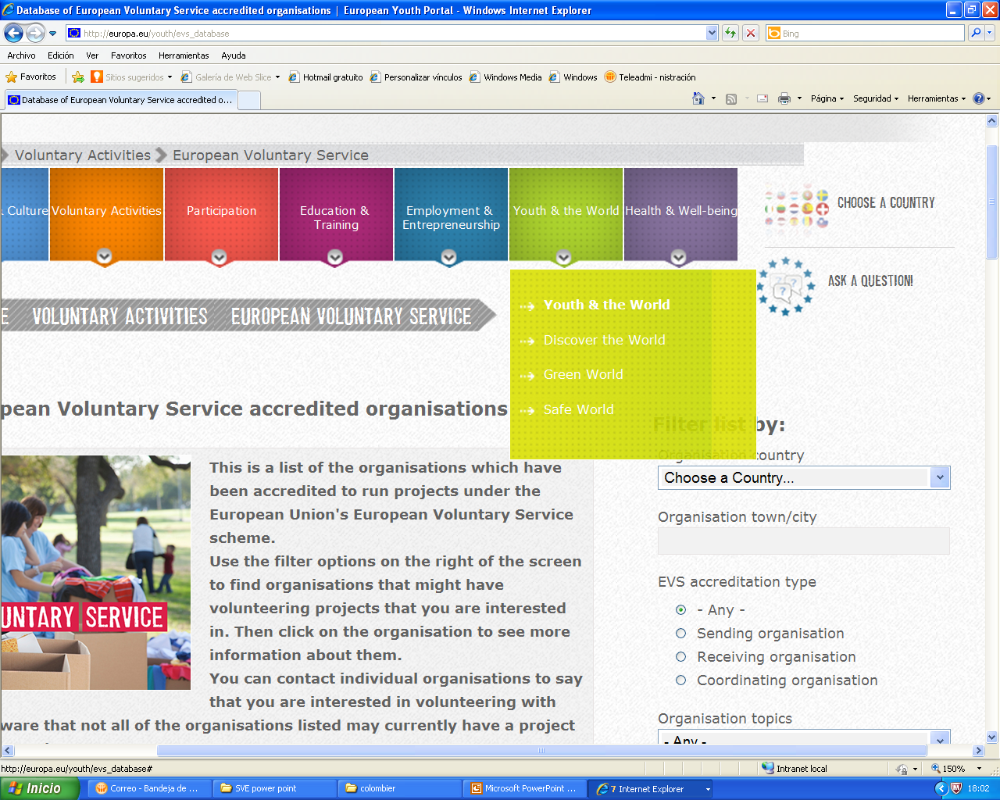 Database of European Voluntary Service accredited organisations | European Youth Portal - Windows Internet Explorer
http://europa.eu/youth/evs_database
Bing
Archivo Edición Ver Favoritos Herramientas Ayuda
Favoritos Sitios sugeridos Galería de Web Slice Hotmail gratuito Personalizar vínculos Windows Media Windows Teleadmi - nistración
Database of European Voluntary Service accredited o...
Página Seguridad Herramientas
Voluntary Activities European Voluntary Service
& Culture
Voluntary Activities
Participation
Education &
Training
Employment &
Entrepreneurship
Youth & the World
Health & Well-being
CHOOSE A COUNTRY
ASK A QUESTION!
E VOLUNTARY ACTIVITIES EUROPEAN VOLUNTARY SERVICE
Youth & the World
Discover the World
Green World
Safe World
pean Voluntary Service accredited organisations
UNTARY SERVICE
This is a list of the organisations which have
been accredited to run projects under the
European Union's European Voluntary Service
scheme.
Use the filter options on the right of the screen
to find organisations that might have
volunteering projects that you are interested
in. Then click on the organisation to see more
information about them.
You can contact individual organisations to say
that you are interested in volunteering with
ware that not all of the organisations listed may currently have a project
Filter list by:
Organisation country
Choose a Country...
Organisation town/city
EVS accreditation type
- Any -
Sending organisation
Receiving organisation
Coordinating organisation
Organisation topics
- Any -
http://europa.eu/youth/evs_database#
Intranet local
150%
Inicio
Correo - Bandeja de ...
SVE power point
colombier
Microsoft PowerPoint ...
7 Internet Explorer
18:02